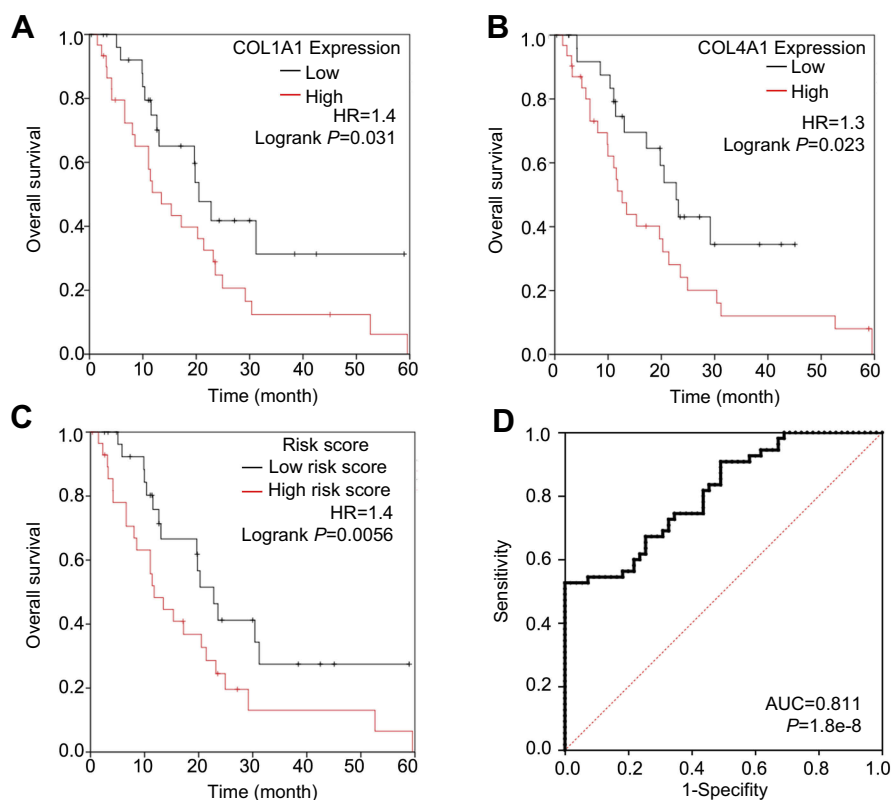 A
1.0
0.8
0.6
0.4
0.2
0.0
Overall survival
COL1A1 Expression
Low
High
HR=1.4
Logrank P=0.031
0 10 20 30 40 50 60
Time (month)
B
1.0
0.8
0.6
0.4
0.2
0.0
Overall survival
COL4A1 Expression
Low
High
HR=1.3
Logrank P=0.023
0 10 20 30 40 50 60
Time (month)
C
1.0
0.8
0.6
0.4
0.2
0.0
Overall survival
Risk score
Low risk score
High risk score
HR=1.4
Logrank P=0.0056
0 10 20 30 40 50 60
Time (month)
D
1.0
0.8
0.6
0.4
0.2
0.0
Sensitivity
AUC=0.811
P=1.8e-8
0.0 0.2 0.4 0.6 0.8 1.0
1-Specifity